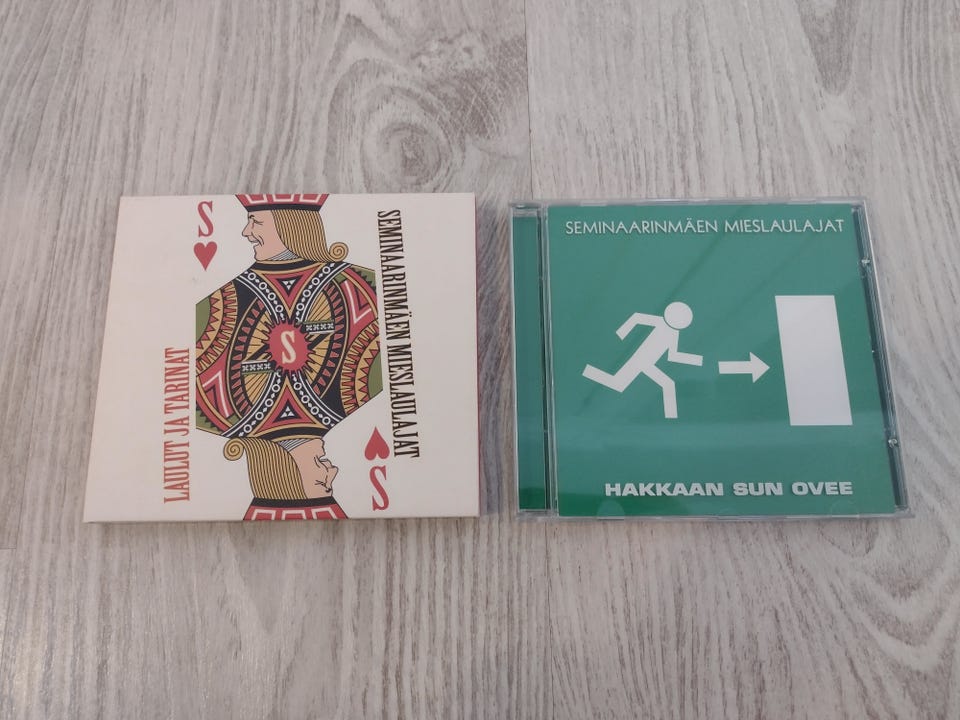 S
SEMINAARINMÄEN MIESLAULAJAT
LAULUT JA TARINAT
S
S
SEMINAARINMÄEN MIESLAULAJAT
HAKKAAN SUN OVEE